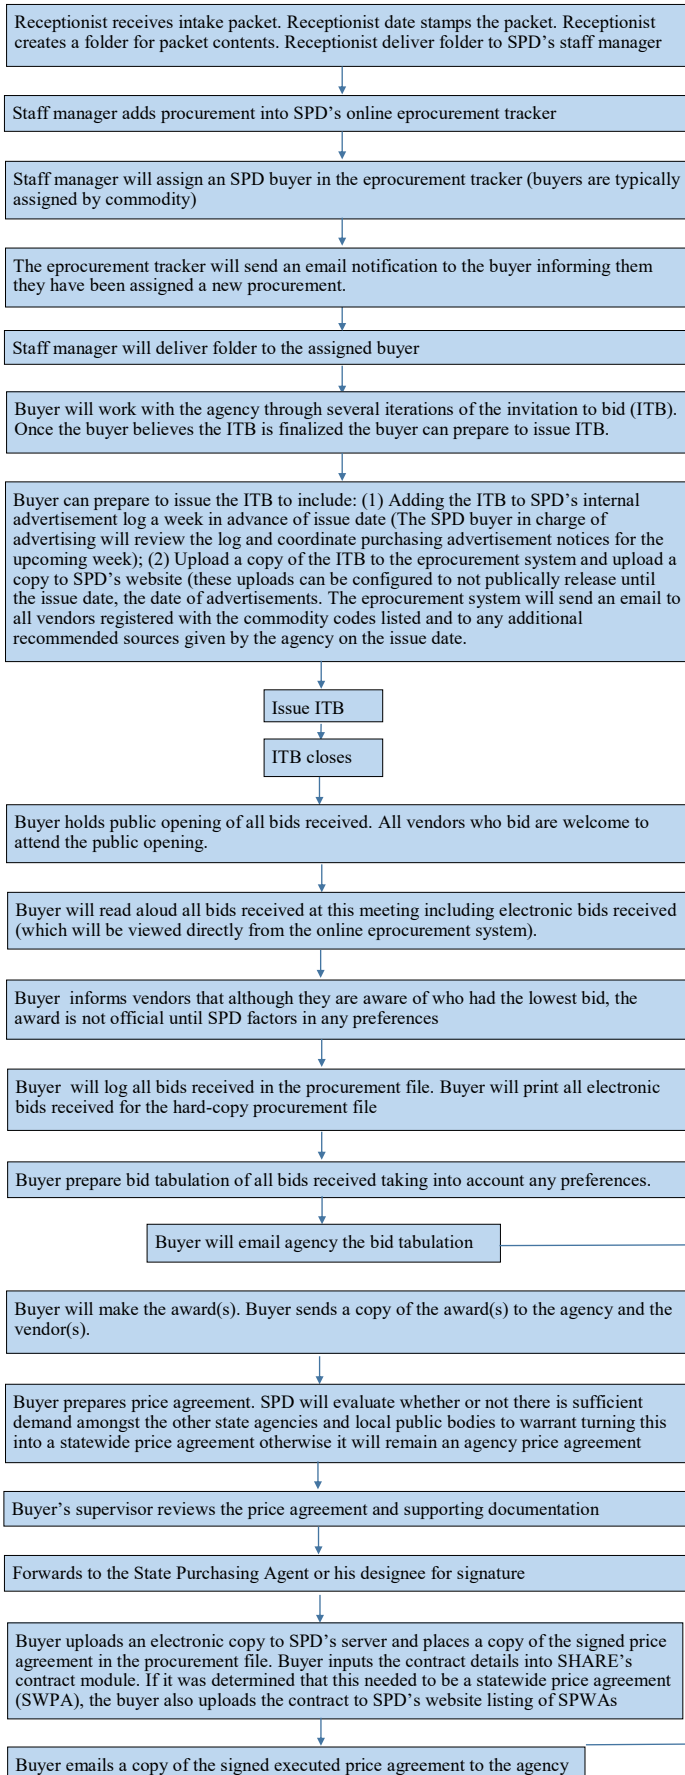 Receptionist receives intake packet. Receptionist date stamps the packet. Receptionist
creates a folder for packet contents. Receptionist deliver folder to SPD's staff manager
Staff manager adds procurement into SPD's online eprocurement tracker
Staff manager will assign an SPD buyer in the eprocurement tracker (buyers are typically
assigned by commodity)
The eprocurement tracker will send an email notification to the buyer informing them
they have been assigned a new procurement.
Staff manager will deliver folder to the assigned buyer
Buyer will work with the agency through several iterations of the invitation to bid (ITB).
Once the buyer believes the ITB is finalized the buyer can prepare to issue ITB.
Buyer can prepare to issue the ITB to include: (1) Adding the ITB to SPD's internal
advertisement log a week in advance of issue date (The SPD buyer in charge of
advertising will review the log and coordinate purchasing advertisement notices for the
upcoming week); (2) Upload a copy of the ITB to the eprocurement system and upload a
copy to SPD's website (these uploads can be configured to not publically release until
the issue date, the date of advertisements. The eprocurement system will send an email to
all vendors registered with the commodity codes listed and to any additional
recommended sources given by the agency on the issue date.
Issue ITB
ITB closes
Buyer holds public opening of all bids received. All vendors who bid are welcome to
attend the public opening.
Buyer will read aloud all bids received at this meeting including electronic bids received
(which will be viewed directly from the online eprocurement system).
Buyer  informs vendors that although they are aware of who had the lowest bid, the
award is not official until SPD factors in any preferences
Buyer  will log all bids received in the procurement file. Buyer will print all electronic
bids received for the hard-copy procurement file
Buyer prepare bid tabulation of all bids received taking into account any preferences.
Buyer will email agency the bid tabulation
Buyer will make the award(s). Buyer sends a copy of the award(s) to the agency and the
vendor(s).
Buyer prepares price agreement. SPD will evaluate whether or not there is sufficient
demand amongst the other state agencies and local public bodies to warrant turning this
into a statewide price agreement otherwise it will remain an agency price agreement
Buyer's supervisor reviews the price agreement and supporting documentation
Forwards to the State Purchasing Agent or his designee for signature
Buyer uploads an electronic copy to SPD's server and places a copy of the signed price
agreement in the procurement file. Buyer inputs the contract details into SHARE's
contract module. If it was determined that this needed to be a statewide price agreement
(SWPA), the buyer also uploads the contract to SPD's website listing of SPWAs
Buyer emails a copy of the signed executed price agreement to the agency